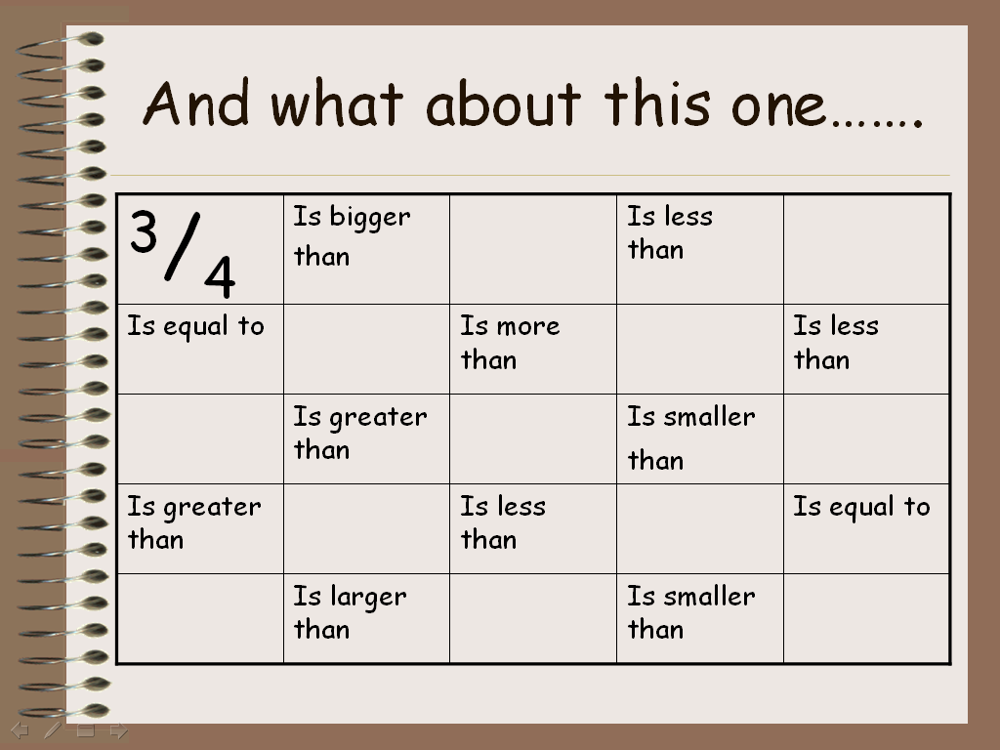 And what about this one…….
3/4
Is bigger
than
Is less
than
Is equal to
Is more
than
Is less
than
Is greater
than
Is smaller
than
Is greater
than
Is less
than
Is equal to
Is larger
than
Is smaller
than